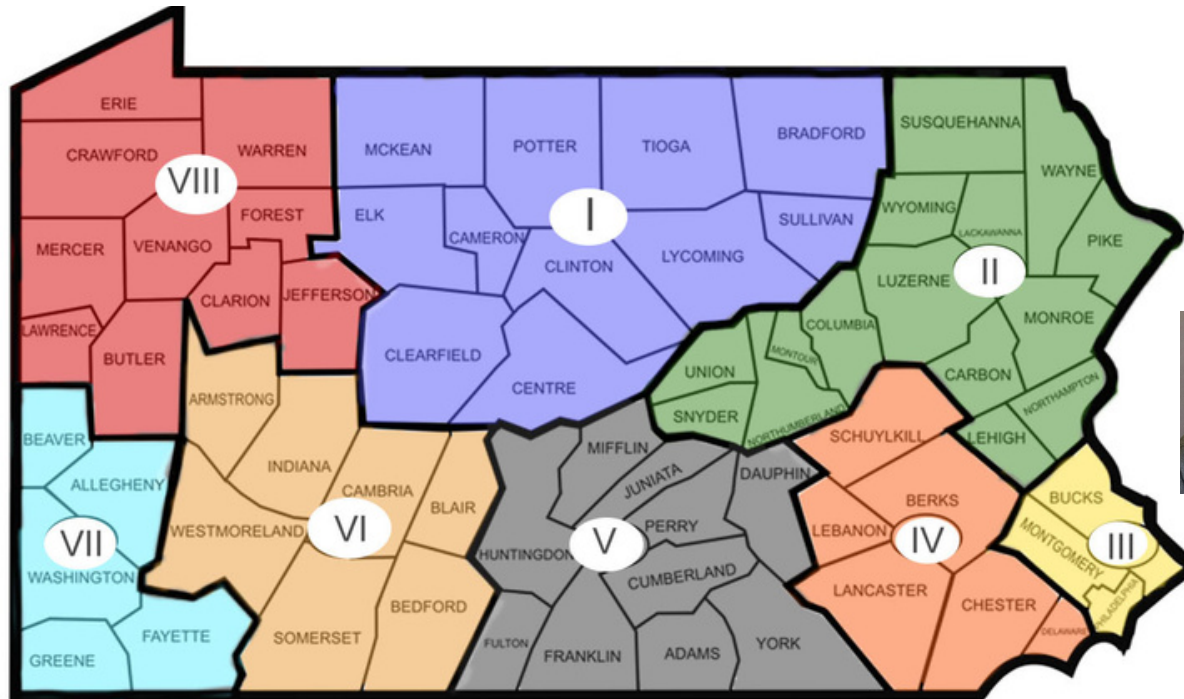 ERIE
CRAWFORD
WARREN
VIII
FOREST
MERCER
VENANGO
CLARION
JEFFERSON
LAWRENCE
BUTLER
MCKEAN
POTTER
TIOGA
BRADFORD
ELK
CAMERON
I
SULLIVAN
CLINTON
LYCOMING
CLEARFIELD
CENTRE
SUSQUEHANNA
WAYNE
WYOMING
LACKAWANNA
PIKE
LUZERNE
II
COLUMBIA
MONROE
MONTOUR
UNION
CARBON
SNYDER
NORTHUMBERLAND
NORTHAMPTON
LEHIGH
BEAVER
ALLEGHENY
VII
WASHINGTON
FAYETTE
GREENE
ARMSTRONG
INDIANA
CAMBRIA
BLAIR
WESTMORELAND
VI
BEDFORD
SOMERSET
MIFFLIN
JUNIATA
DAUPHIN
HUNTINGDON
V
PERRY
CUMBERLAND
FULTON
FRANKLIN
ADAMS
YORK
SCHUYLKILL
BERKS
LEBANON
IV
LANCASTER
CHESTER
DELAWARE
BUCKS
MONTGOMERY
III
PHILADELPHIA